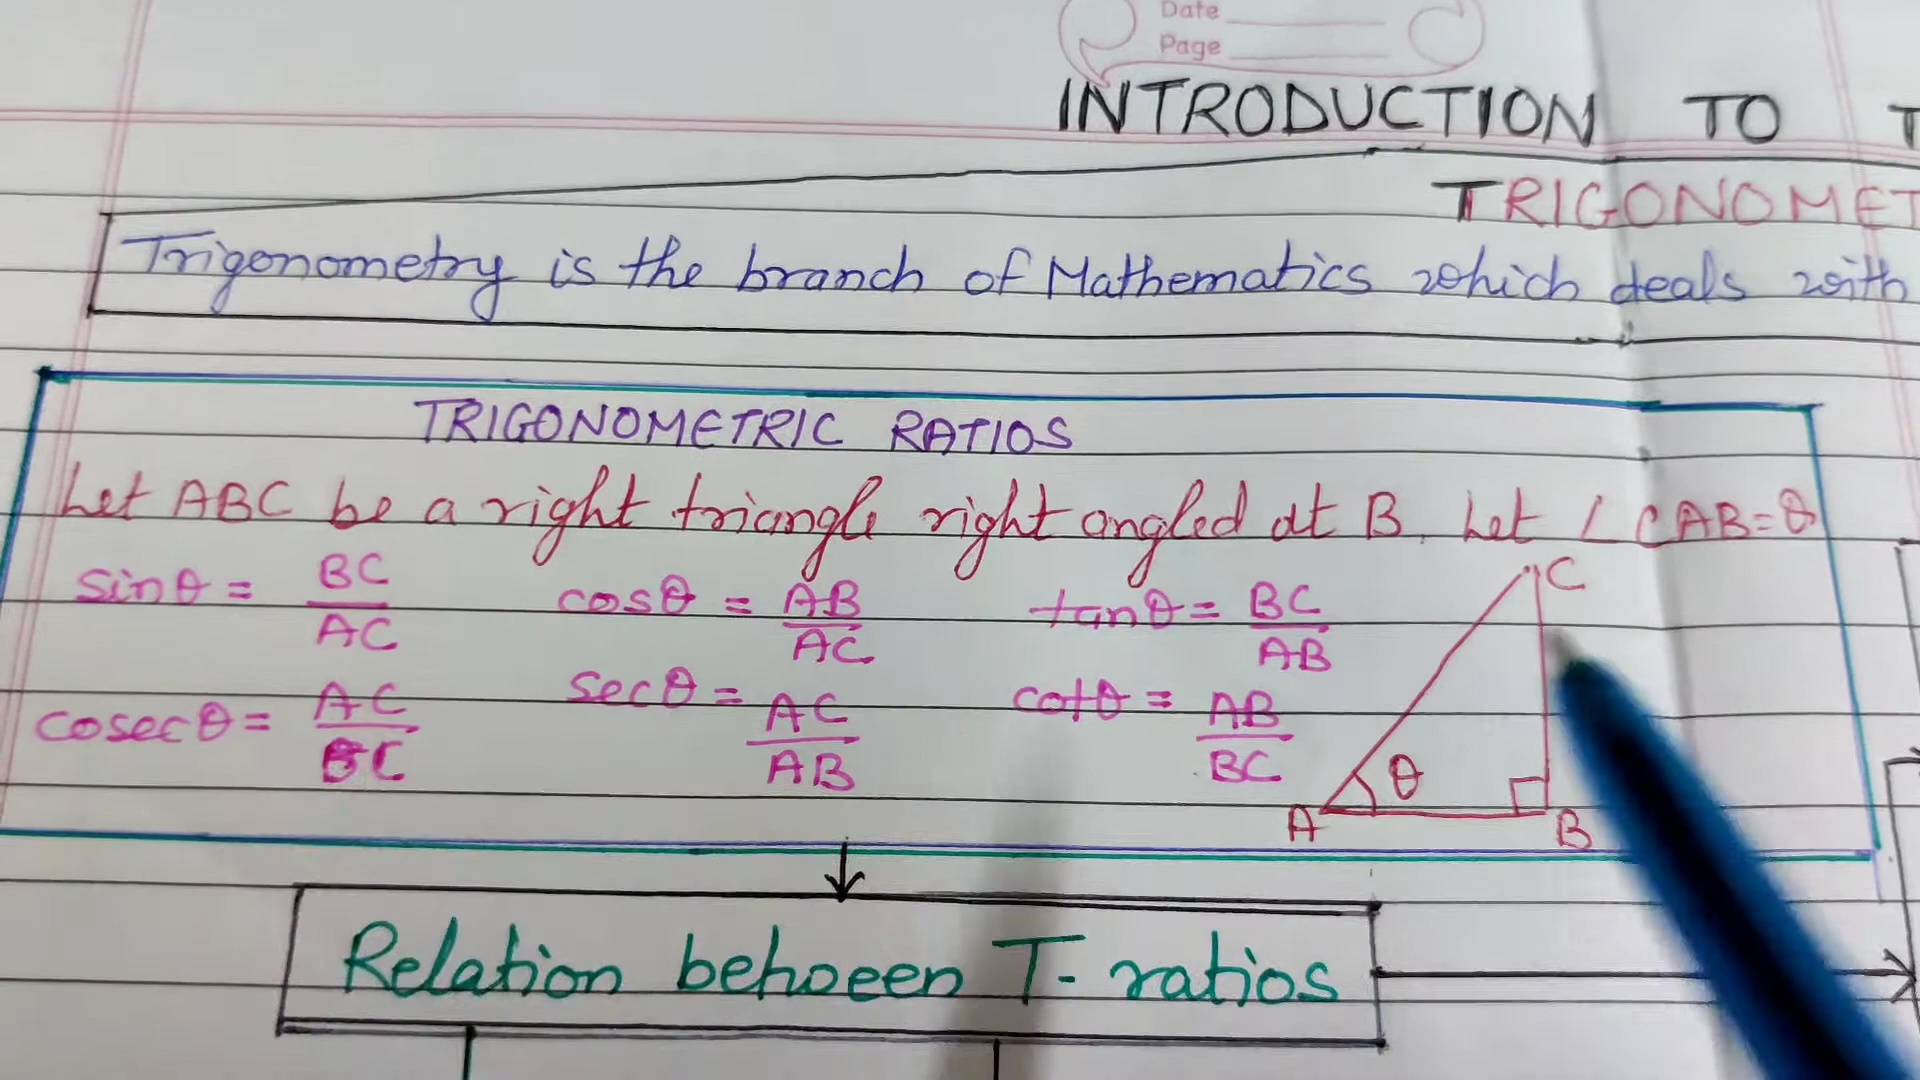 Date
Page
INTRODUCTION TO T
TRIGONOMET
Trigonometry is the branch of Mathematics which deals with
TRIGONOMETRIC RATIOS
Let ABC be a right triangle right angled at B. Let ∠CAB=θ
sinθ = BC/AC cosθ = AB/AC tanθ = BC/AB
cosecθ = AC/BC secθ = AC/AB cotθ = AB/BC
C
θ
A B
Relation between T- ratios